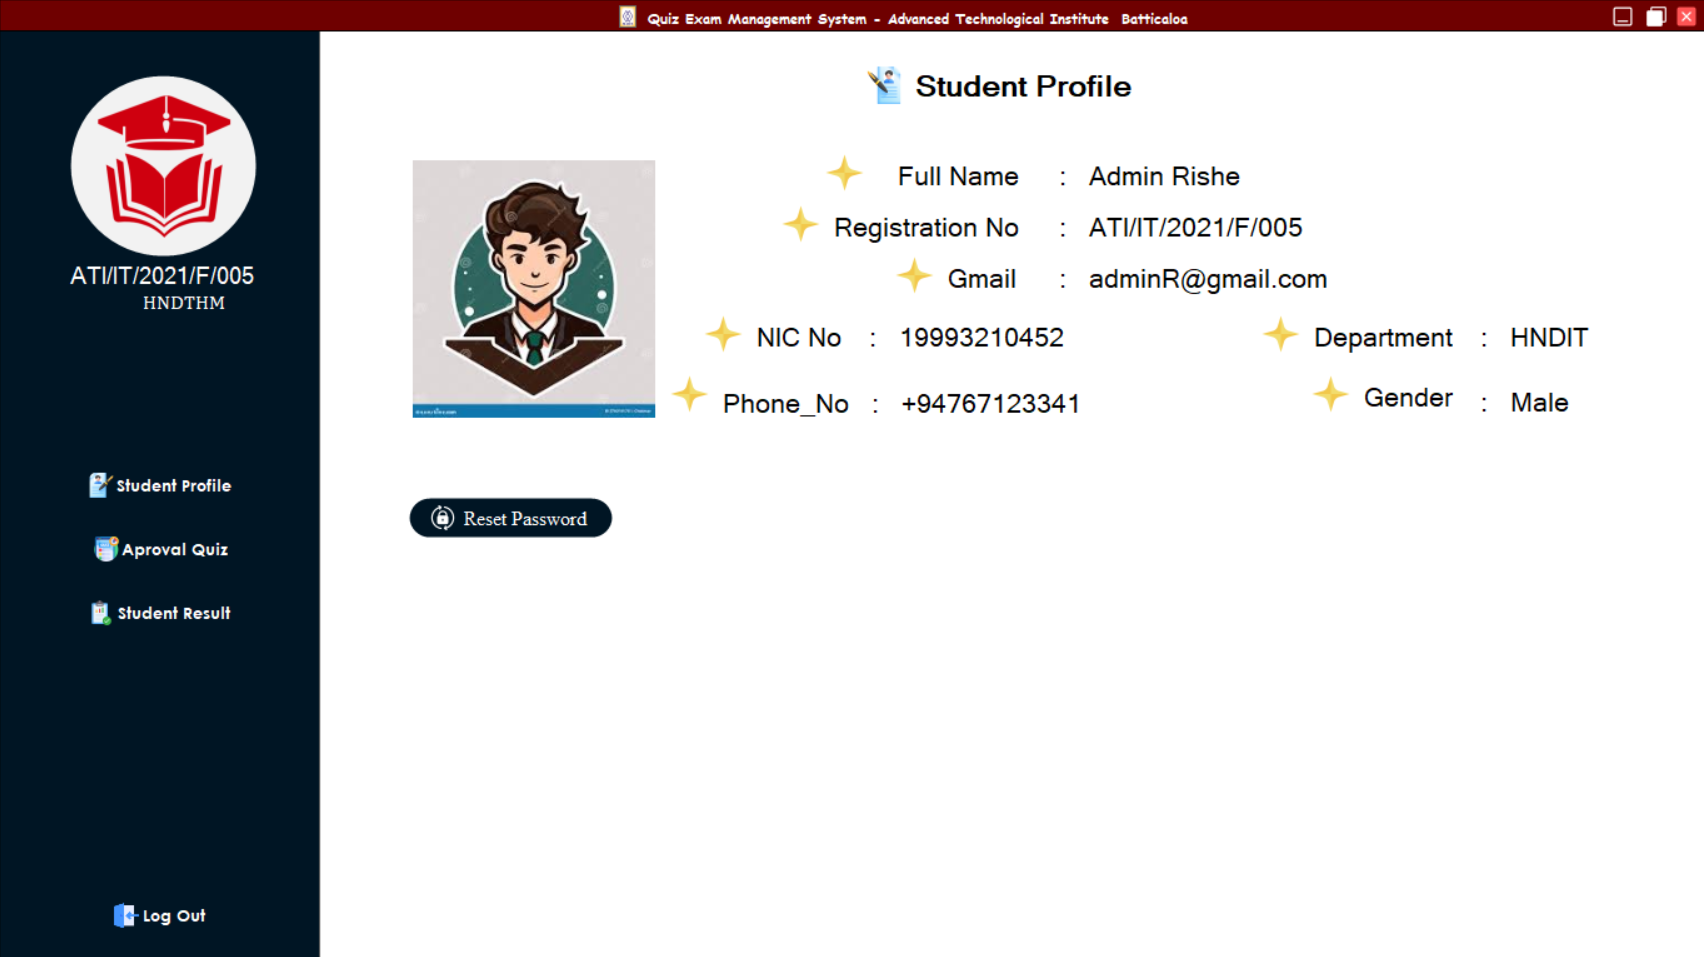 Quiz Exam Management System - Advanced Technological Institute Batticaloa
ATI/IT/2021/F/005
HNDTHM
Student Profile
Aproval Quiz
Student Result
Log Out
Student Profile
Full Name : Admin Rishe
Registration No : ATI/IT/2021/F/005
Gmail : adminR@gmail.com
NIC No : 19993210452
Department : HNDIT
Phone_No : +94767123341
Gender : Male
Reset Password